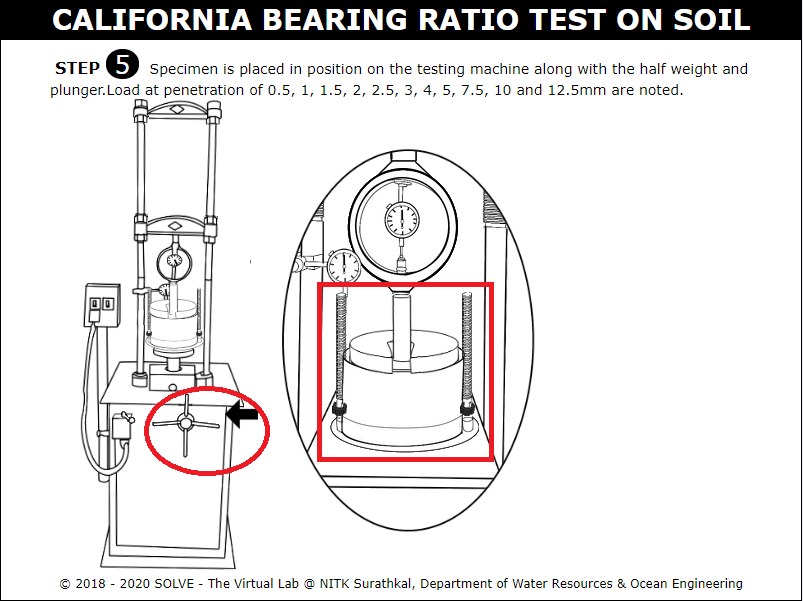 CALIFORNIA BEARING RATIO TEST ON SOIL
STEP 5 Specimen is placed in position on the testing machine along with the half weight and
plunger.Load at penetration of 0.5, 1, 1.5, 2, 2.5, 3, 4, 5, 7.5, 10 and 12.5mm are noted.
© 2018 - 2020 SOLVE - The Virtual Lab @ NITK Surathkal, Department of Water Resources & Ocean Engineering